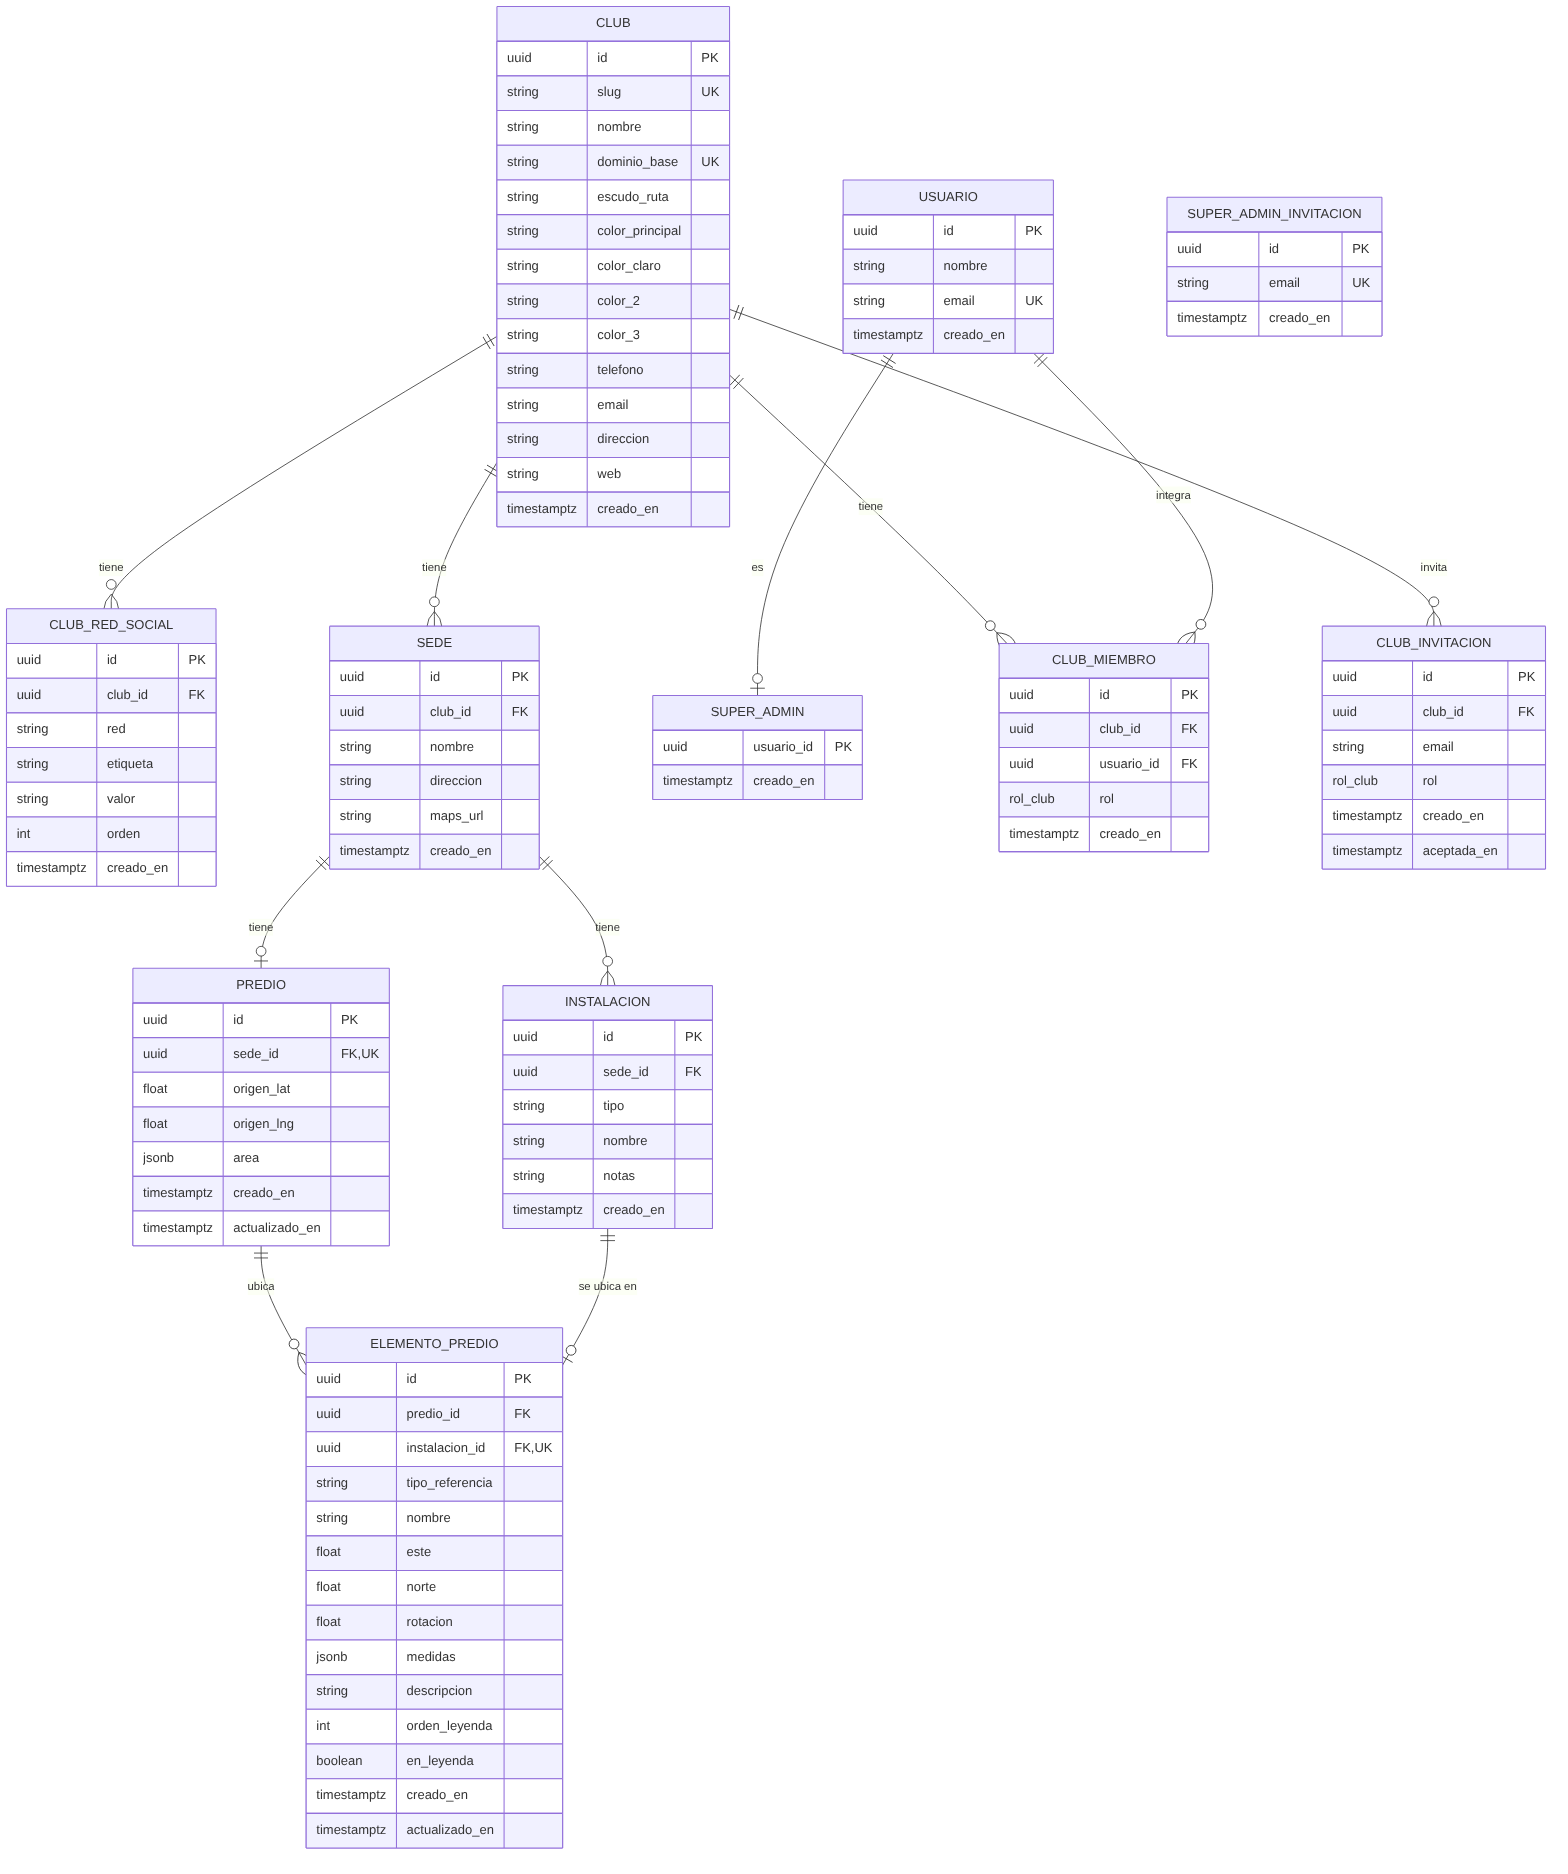 CLUB
uuid id PK
string slug UK
string nombre
string dominio_base UK
string escudo_ruta
string color_principal
string color_claro
string color_2
string color_3
string telefono
string email
string direccion
string web
timestamptz creado_en
USUARIO
uuid id PK
string nombre
string email UK
timestamptz creado_en
SUPER_ADMIN_INVITACION
uuid id PK
string email UK
timestamptz creado_en
tiene
tiene
es
tiene
integra
invita
CLUB_RED_SOCIAL
uuid id PK
uuid club_id FK
string red
string etiqueta
string valor
int orden
timestamptz creado_en
SEDE
uuid id PK
uuid club_id FK
string nombre
string direccion
string maps_url
timestamptz creado_en
SUPER_ADMIN
uuid usuario_id PK
timestamptz creado_en
CLUB_MIEMBRO
uuid id PK
uuid club_id FK
uuid usuario_id FK
rol_club rol
timestamptz creado_en
CLUB_INVITACION
uuid id PK
uuid club_id FK
string email
rol_club rol
timestamptz creado_en
timestamptz aceptada_en
tiene
tiene
PREDIO
uuid id PK
uuid sede_id FK,UK
float origen_lat
float origen_lng
jsonb area
timestamptz creado_en
timestamptz actualizado_en
INSTALACION
uuid id PK
uuid sede_id FK
string tipo
string nombre
string notas
timestamptz creado_en
ubica
se ubica en
ELEMENTO_PREDIO
uuid id PK
uuid predio_id FK
uuid instalacion_id FK,UK
string tipo_referencia
string nombre
float este
float norte
float rotacion
jsonb medidas
string descripcion
int orden_leyenda
boolean en_leyenda
timestamptz creado_en
timestamptz actualizado_en